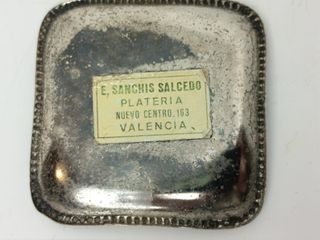 E. SANCHIS SALCEDO
PLATERIA
NUEVO CENTRO, 163
VALENCIA